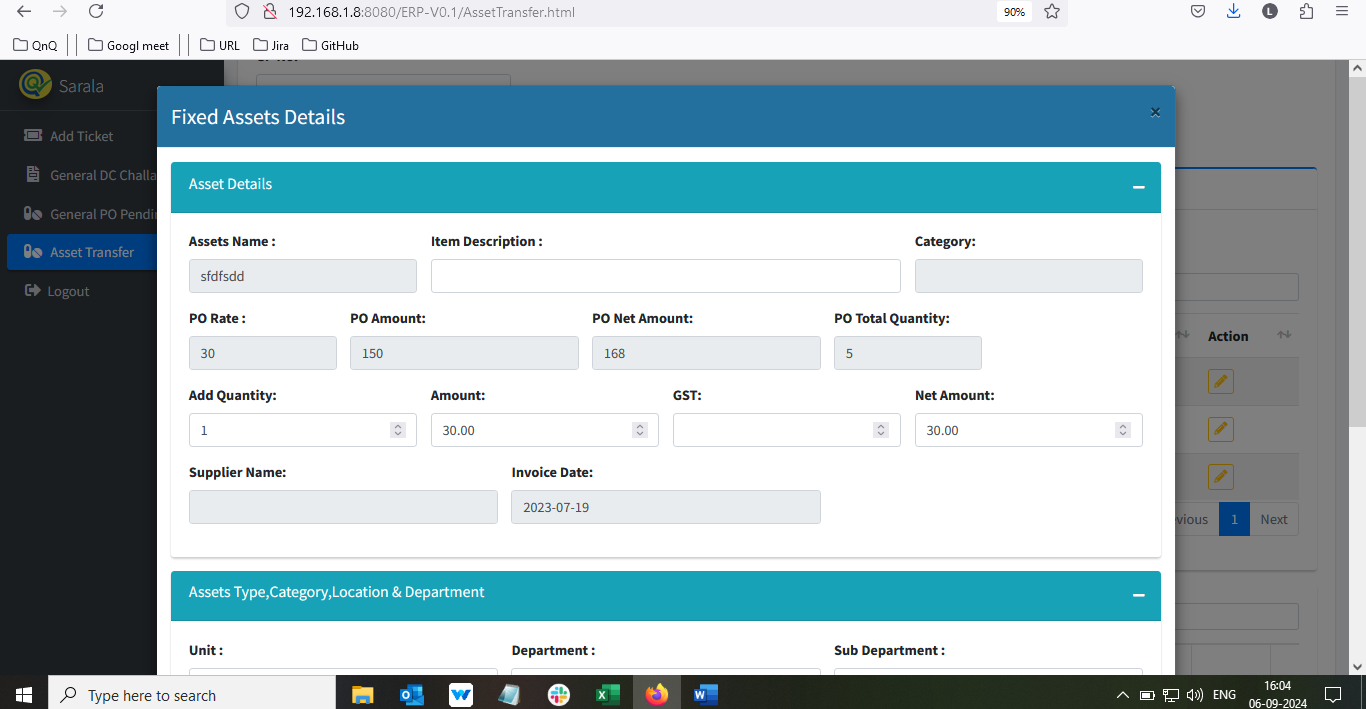 192.168.1.8:8080/ERP-V0.1/AssetTransfer.html
90%
L
QnQ
Googl meet
URL
Jira
GitHub
Sarala
Fixed Assets Details
×
Add Ticket
General DC Challa
General PO Pendi
Asset Transfer
Logout
Asset Details
Assets Name :
Item Description :
Category:
sfdfsdd
PO Rate :
PO Amount:
PO Net Amount:
PO Total Quantity:
30
150
168
5
Add Quantity:
Amount:
GST:
Net Amount:
1
30.00
30.00
Supplier Name:
Invoice Date:
2023-07-19
Action
vious
1
Next
Assets Type,Category,Location & Department
Unit :
Department :
Sub Department :
Type here to search
ENG
16:04
06-09-2024